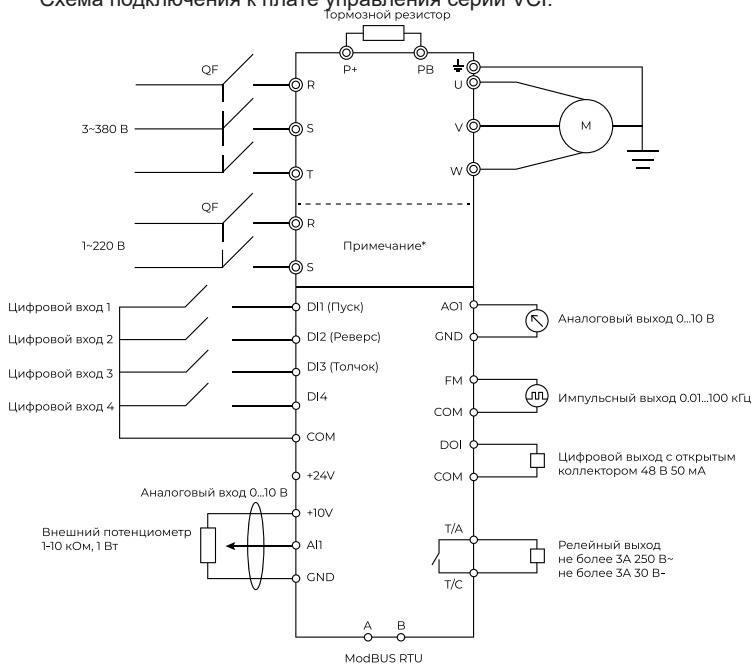 Схема подключения к плате управления серии VCI:
Тормозной резистор
P+
PB
QF
R
U
3~380 В
S
V
M
T
W
QF
R
1~220 В
Примечание*
S
Цифровой вход 1
DI1 (Пуск)
AO1
Аналоговый выход 0...10 В
Цифровой вход 2
DI2 (Реверс)
GND
Цифровой вход 3
DI3 (Толчок)
FM
Импульсный выход 0.01...100 кГц
Цифровой вход 4
DI4
COM
COM
DOI
Цифровой выход с открытым
коллектором 48 В 50 мА
+24V
COM
Аналоговый вход 0...10 В
+10V
Внешний потенциометр
1-10 кОм, 1 Вт
AI1
T/A
Релейный выход
не более 3А 250 В~
не более 3А 30 В-
GND
T/C
A
B
ModBUS RTU